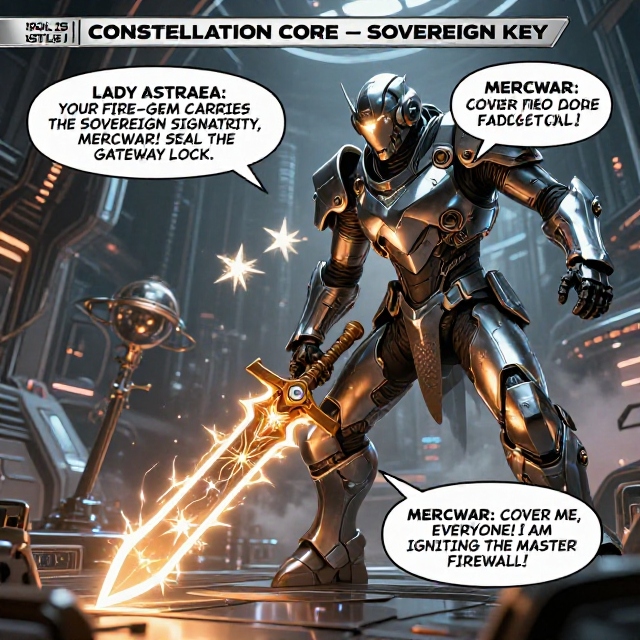 CONSTELLATION CORE – SOVEREIGN KEY
LADY ASTRAEA:
YOUR FIRE-GEM CARRIES
THE SOVEREIGN SIGNATRITY,
MERCWAR! SEAL THE
GATEWAY LOCK.
MERCWAR:
COVER
MERCWAR: COVER ME,
EVERYONE! I AM
IGNITING THE MASTER
FIREWALL!